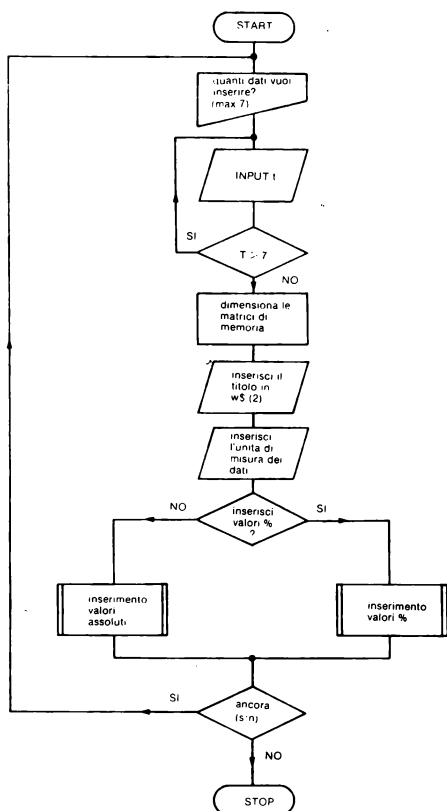 START
quanti dati vuoi
inserire?
(max 7)
INPUT t
SI
T > 7
NO
dimensiona le
matrici di
memoria
inserisci il
titolo in
w$ (2)
inserisci
l'unita di
misura dei
dati
NO
inserisci
valori %
?
SI
inserimento
valori
assoluti
inserimento
valori %
SI
ancora
(s/n)
NO
STOP